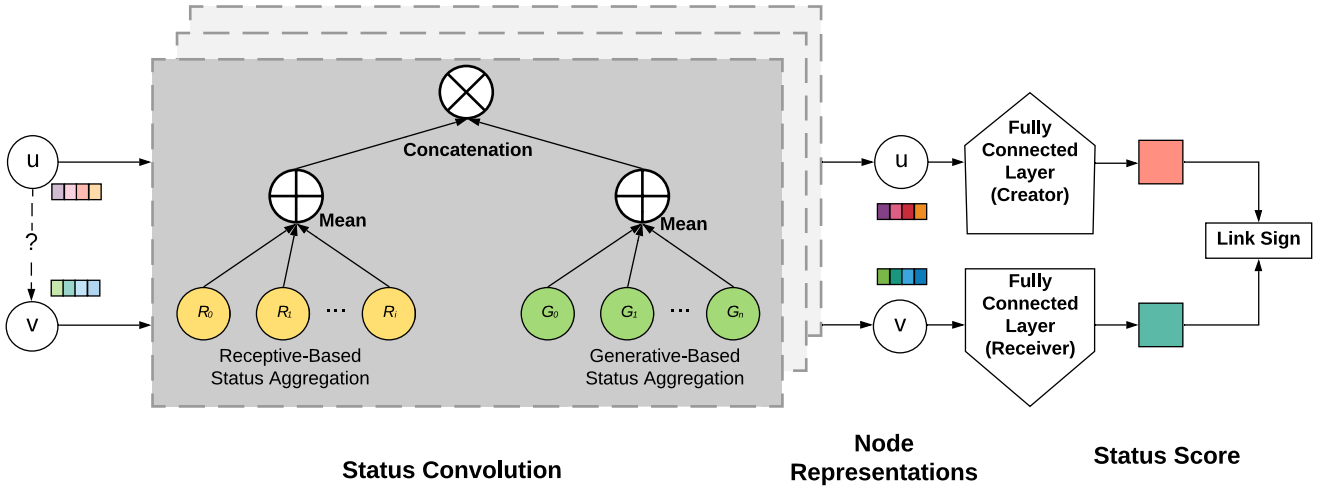 u
?
v
Concatenation
Mean
Mean
R0
R1
...
Ri
G0
G1
...
Gn
Receptive-Based
Status Aggregation
Generative-Based
Status Aggregation
Status Convolution
u
v
Node
Representations
Fully
Connected
Layer
(Creator)
Fully
Connected
Layer
(Receiver)
Link Sign
Status Score